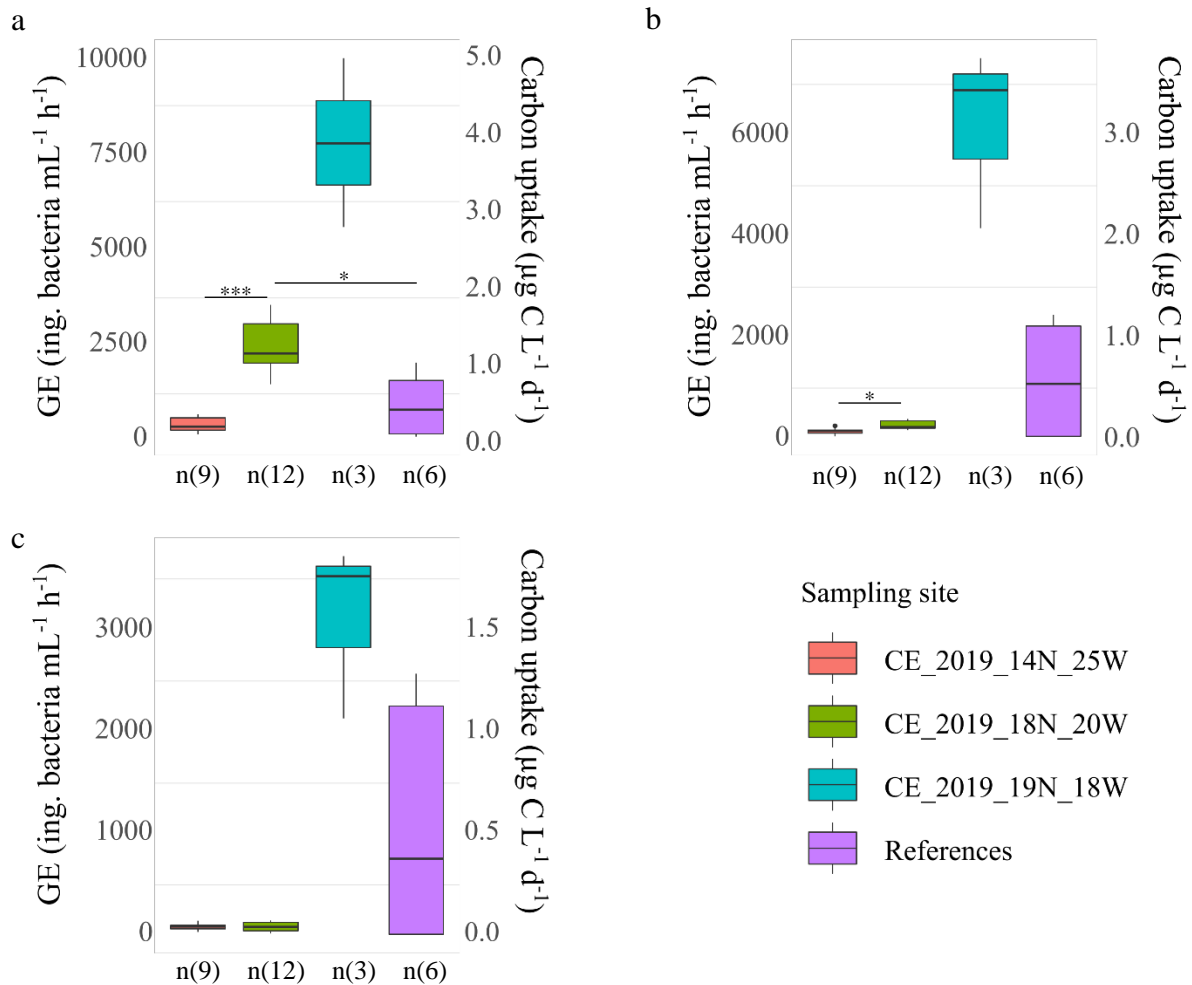 a
GE (ing. bacteria mL-1 h-1)
10000
7500
5000
2500
0
***
*
5.0
4.0
3.0
2.0
1.0
0.0
Carbon uptake (µg C L-1 d-1)
n(9) n(12) n(3) n(6)
b
GE (ing. bacteria mL-1 h-1)
6000
4000
2000
0
*
3.0
2.0
1.0
0.0
Carbon uptake (µg C L-1 d-1)
n(9) n(12) n(3) n(6)
c
GE (ing. bacteria mL-1 h-1)
3000
2000
1000
0
1.5
1.0
0.5
0.0
Carbon uptake (µg C L-1 d-1)
n(9) n(12) n(3) n(6)
Sampling site
CE_2019_14N_25W
CE_2019_18N_20W
CE_2019_19N_18W
References